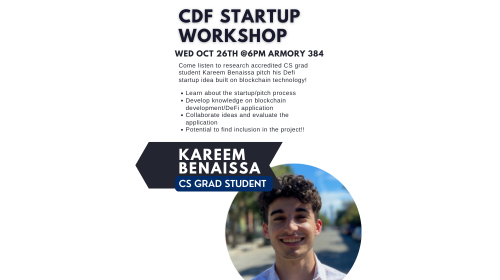 CDF STARTUP
WORKSHOP
WED OCT 26TH @6PM ARMORY 384
Come listen to research accredited CS grad
student Kareem Benaissa pitch his Defi
startup idea built on blockchain technology!
• Learn about the startup/pitch process
• Develop knowledge on blockchain
development/DeFi application
• Collaborate ideas and evaluate the
application
• Potential to find inclusion in the project!!
KAREEM
BENAISSA
CS GRAD STUDENT